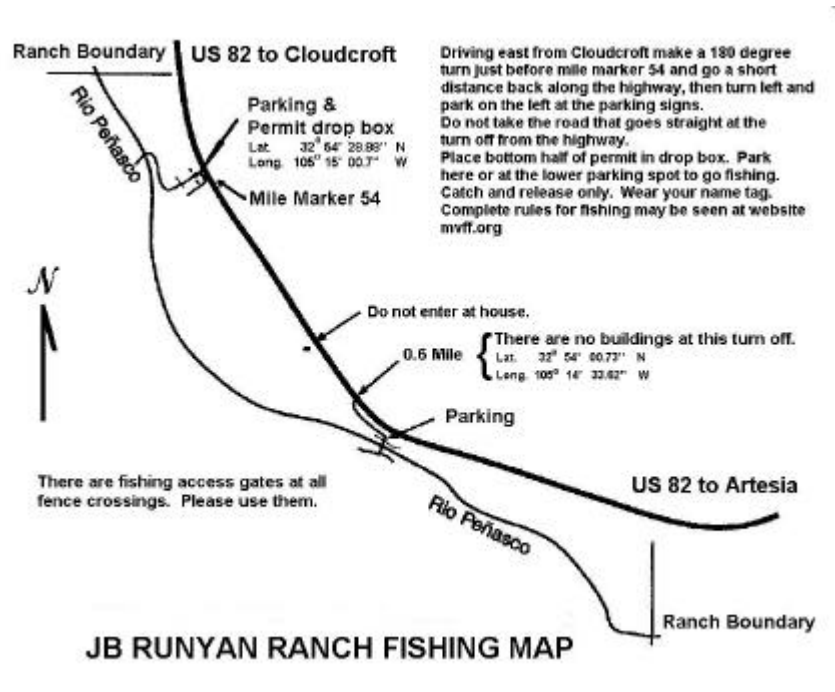 Ranch Boundary
US 82 to Cloudcroft
Driving east from Cloudcroft make a 180 degree
turn just before mile marker 54 and go a short
distance back along the highway, then turn left and
park on the left at the parking signs.
Do not take the road that goes straight at the
turn off from the highway.
Place bottom half of permit in drop box. Park
here or at the lower parking spot to go fishing.
Catch and release only. Wear your name tag.
Complete rules for fishing may be seen at website
mvff.org
Rio Peñasco
Parking &
Permit drop box
Lat. 32° 54' 28.88" N
Long. 105° 15' 00.7" W
Mile Marker 54
N
Do not enter at house.
0.6 Mile
{ There are no buildings at this turn off.
Lat. 32° 54' 00.73" N
Long. 105° 14' 33.62" W
Parking
There are fishing access gates at all
fence crossings. Please use them.
US 82 to Artesia
Rio Peñasco
Ranch Boundary
JB RUNYAN RANCH FISHING MAP